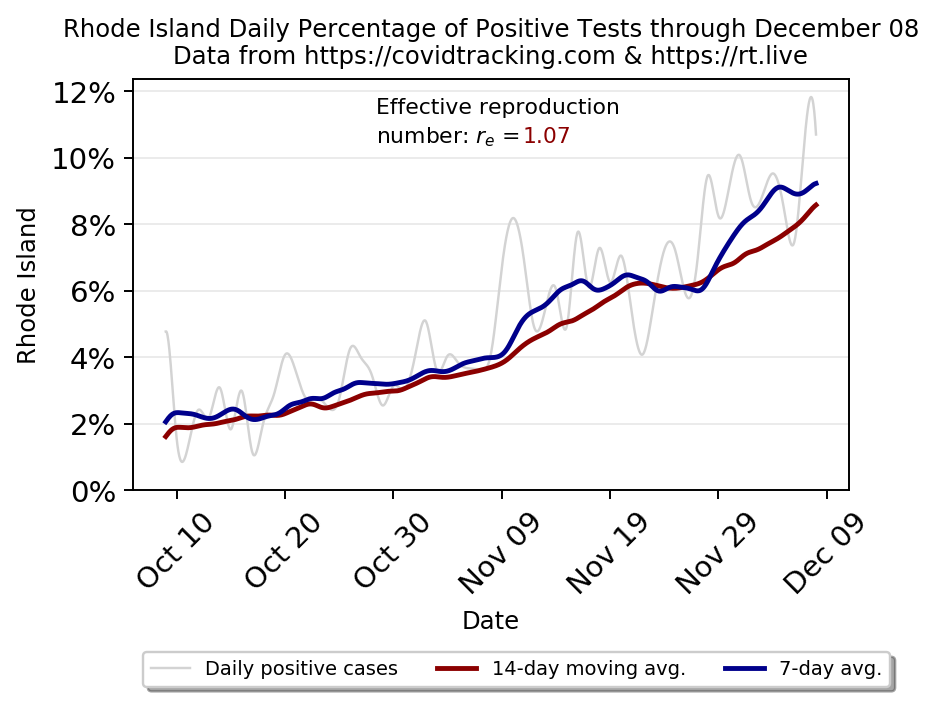 Rhode Island Daily Percentage of Positive Tests through December 08
Data from https://covidtracking.com & https://rt.live
Effective reproduction
number: rₑ =1.07
12%
10%
8%
6%
4%
2%
0%
Rhode Island
Oct 10
Oct 20
Oct 30
Nov 09
Nov 19
Nov 29
Dec 09
Date
Daily positive cases
14-day moving avg.
7-day avg.